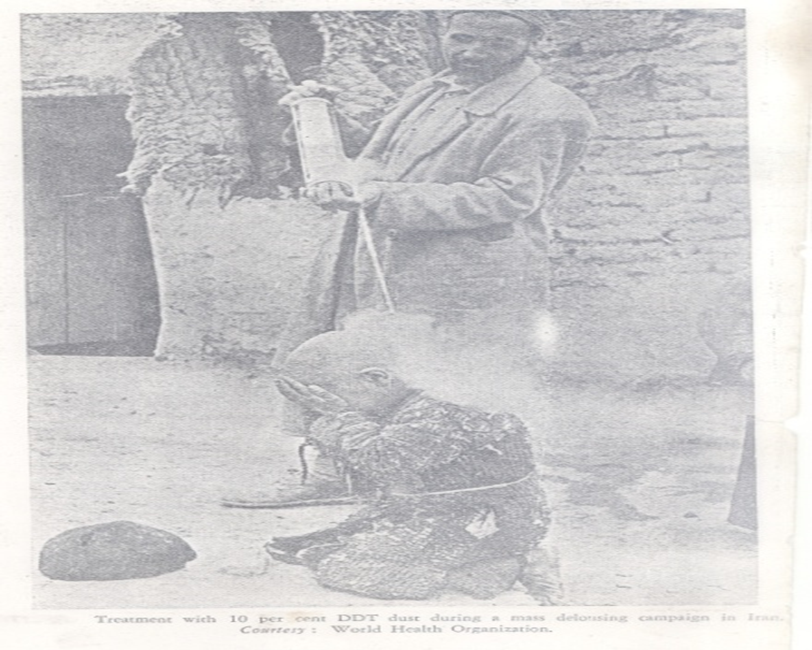 Treatment with 10 per cent DDT dust during a mass delousing campaign in Iran.
Courtesy : World Health Organization.